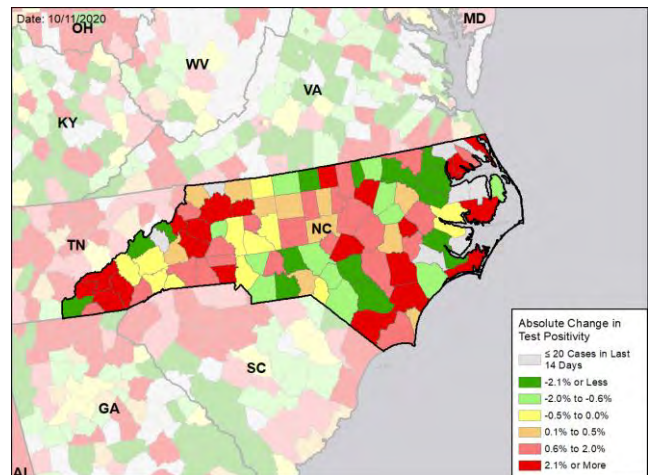 Date: 10/11/2020
OH
MD
WV
VA
KY
TN
NC
SC
GA
AL
Absolute Change in
Test Positivity
≤ 20 Cases in Last
14 Days
-2.1% or Less
-2.0% to -0.6%
-0.5% to 0.0%
0.1% to 0.5%
0.6% to 2.0%
2.1% or More